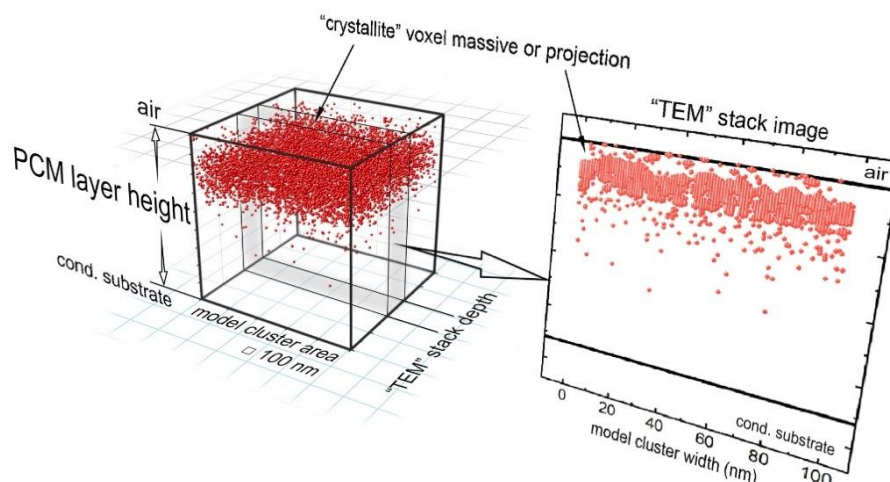 “crystallite” voxel massive or projection
air
PCM layer height
cond. substrate
model cluster area
□ 100 nm
“TEM” stack depth
“TEM” stack image
air
cond. substrate
0 20 40 60 80 100
model cluster width (nm)